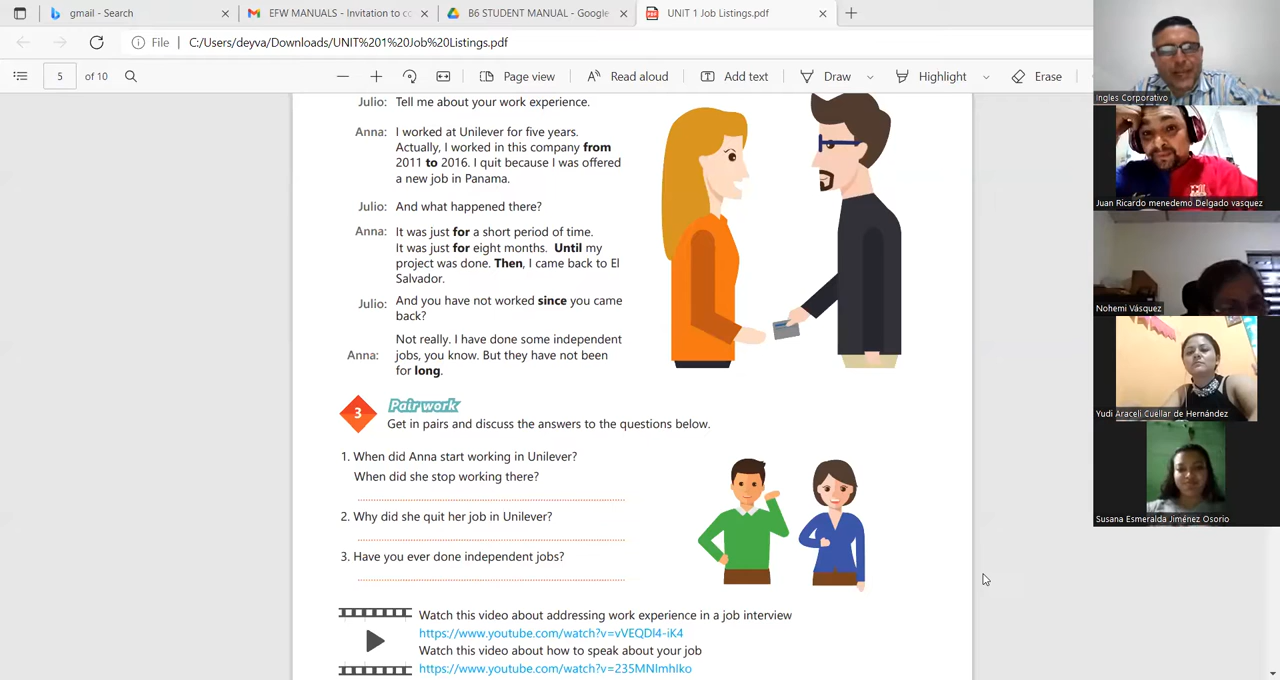 gmail - Search
EFW MANUALS - Invitation to co
B6 STUDENT MANUAL - Google
UNIT 1 Job Listings.pdf
File
C:/Users/deyva/Downloads/UNIT%201%20Job%20Listings.pdf
5 of 10
Page view
Read aloud
Add text
Draw
Highlight
Erase
Julio: Tell me about your work experience.
Anna: I worked at Unilever for five years.
Actually, I worked in this company from
2011 to 2016. I quit because I was offered
a new job in Panama.
Julio: And what happened there?
Anna: It was just for a short period of time.
It was just for eight months. Until my
project was done. Then, I came back to El
Salvador.
Julio: And you have not worked since you came
back?
Not really. I have done some independent
Anna: jobs, you know. But they have not been
for long.
3 Pair work
Get in pairs and discuss the answers to the questions below.
1. When did Anna start working in Unilever?
When did she stop working there?
2. Why did she quit her job in Unilever?
3. Have you ever done independent jobs?
Watch this video about addressing work experience in a job interview
https://www.youtube.com/watch?v=vVEQDl4-iK4
Watch this video about how to speak about your job
https://www.youtube.com/watch?v=235MNImhIko
Ingles Corporativo
Juan Ricardo menedemo Delgado vasquez
Nohemi Vásquez
Yudi Araceli Cuellar de Hernández
Susana Esmeralda Jiménez Osorio